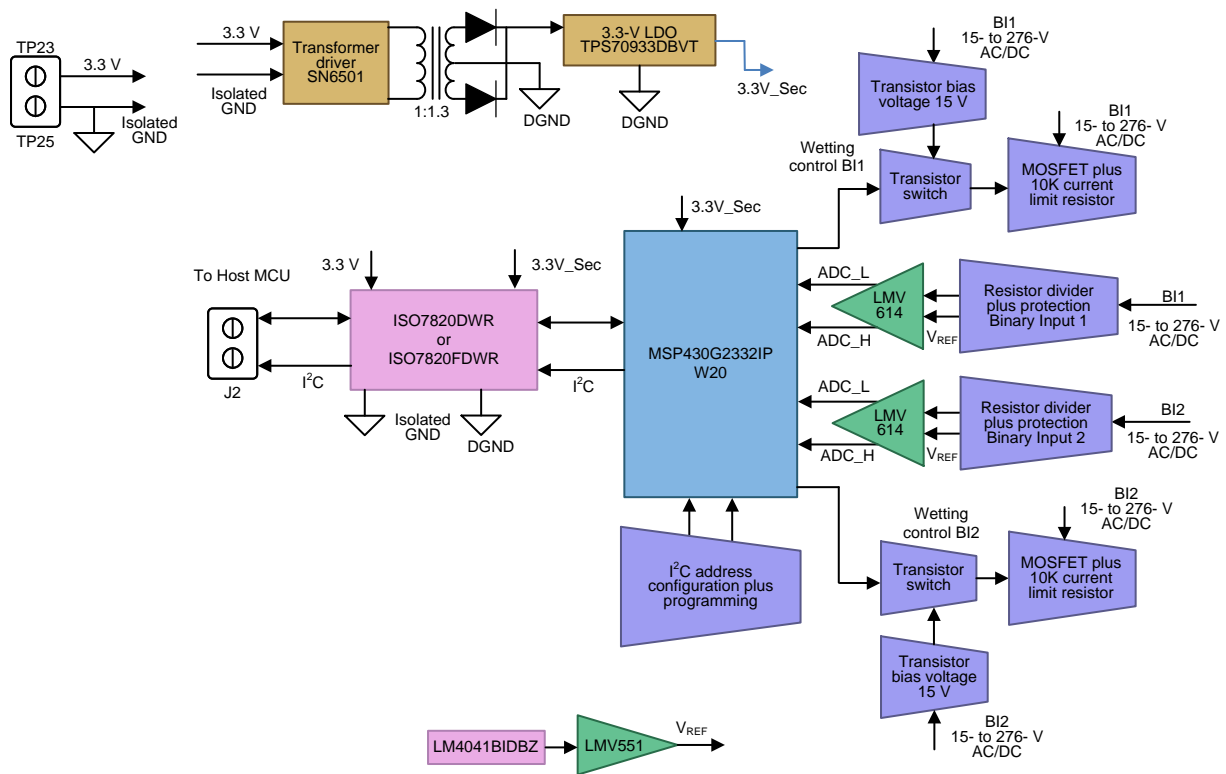 TP23
3.3 V
Isolated
GND
TP25
3.3 V
Isolated
GND
Transformer
driver
SN6501
1:1.3
DGND
3.3-V LDO
TPS70933DBVT
DGND
3.3V_Sec
BI1
15- to 276-V
AC/DC
Transistor bias
voltage 15 V
Wetting
control BI1
Transistor
switch
BI1
15- to 276- V
AC/DC
MOSFET plus
10K current
limit resistor
3.3V_Sec
To Host MCU
3.3 V
3.3V_Sec
J2
I2C
ISO7820DWR
or
ISO7820FDWR
Isolated
GND
DGND
I2C
MSP430G2332IP
W20
ADC_L
ADC_H
LMV
614
VREF
Resistor divider
plus protection
Binary Input 1
BI1
15- to 276- V
AC/DC
ADC_L
ADC_H
LMV
614
VREF
Resistor divider
plus protection
Binary Input 2
BI2
15- to 276- V
AC/DC
I2C address
configuration plus
programming
Wetting
control BI2
Transistor
switch
BI2
15- to 276- V
AC/DC
MOSFET plus
10K current
limit resistor
Transistor
bias voltage
15 V
BI2
15- to 276- V
AC/DC
LM4041BIDBZ
LMV551
VREF